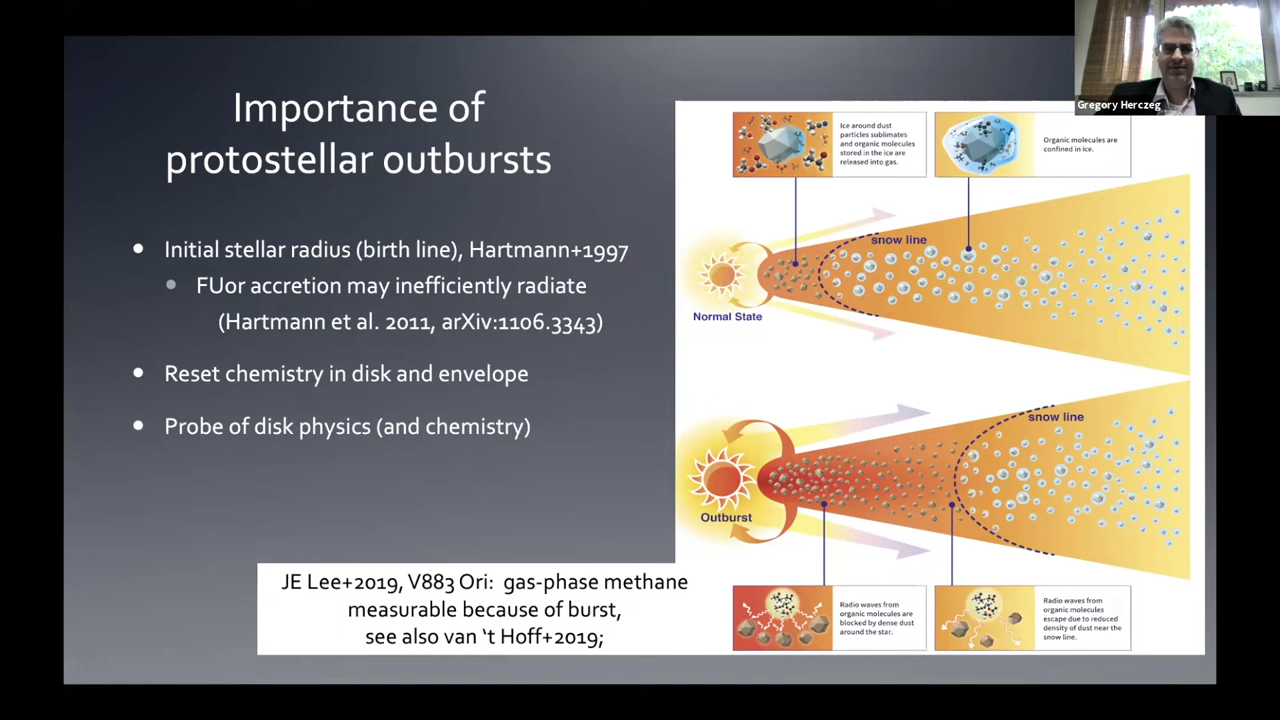 Gregory Herczeg
Importance of
protostellar outbursts
Initial stellar radius (birth line), Hartmann+1997
FUor accretion may inefficiently radiate
(Hartmann et al. 2011, arXiv:1106.3343)
Reset chemistry in disk and envelope
Probe of disk physics (and chemistry)
JE Lee+2019, V883 Ori: gas-phase methane
measurable because of burst,
see also van ‘t Hoff+2019;
Ice around dust
particles sublimates
and organic molecules
stored in the ice are
released into gas.
Organic molecules are
confined in ice.
snow line
Normal State
snow line
Outburst
Radio waves from
organic molecules are
blocked by dense dust
around the star.
Radio waves from
organic molecules
escape due to reduced
density of dust near the
snow line.